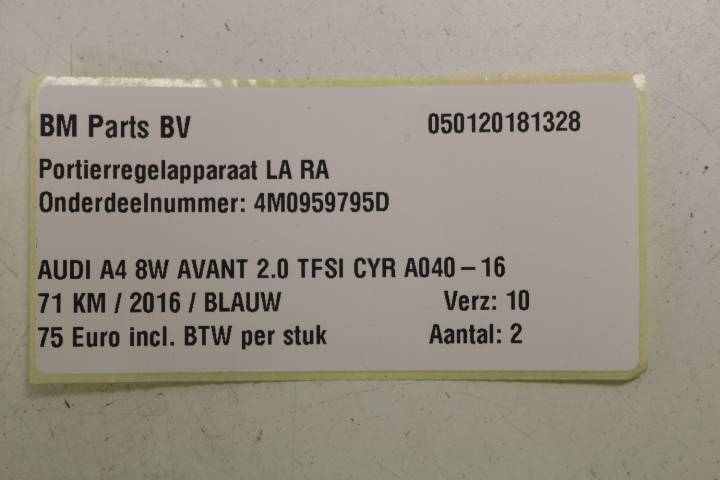 BM Parts BV 050120181328
Portierregelapparaat LA RA
Onderdeelnummer: 4M0959795D
AUDI A4 8W AVANT 2.0 TFSI CYR A040 – 16
71 KM / 2016 / BLAUW Verz: 10
75 Euro incl. BTW per stuk Aantal: 2